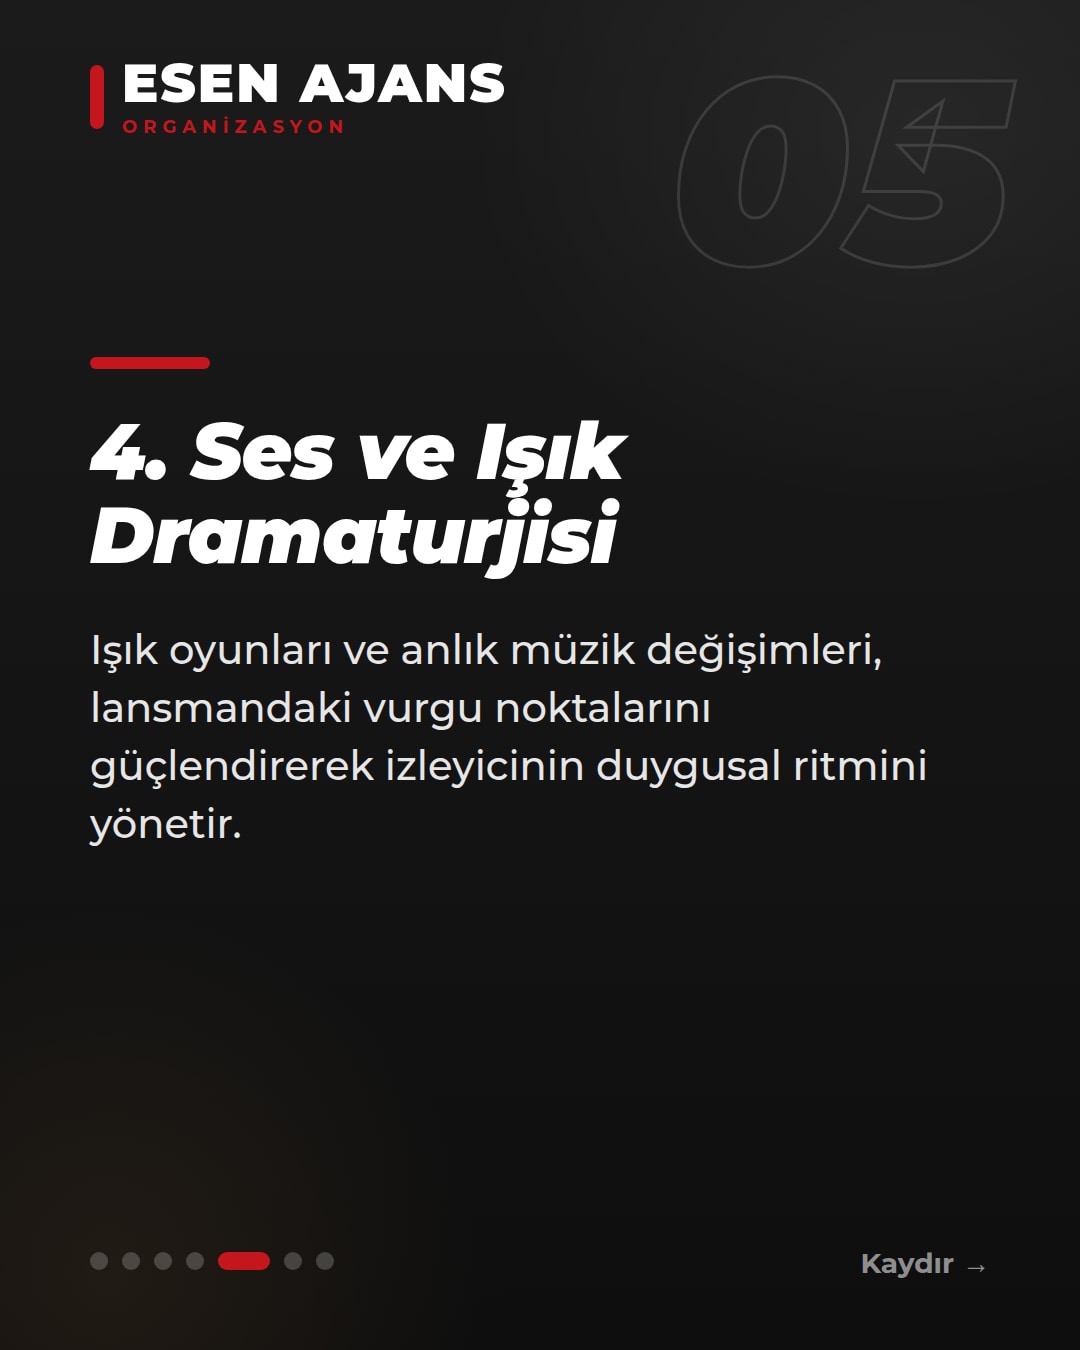 ESEN AJANS
ORGANİZASYON
05
4. Ses ve Işık
Dramaturjisi
Işık oyunları ve anlık müzik değişimleri,
lansmandaki vurgu noktalarını
güçlendirerek izleyicinin duygusal ritmini
yönetir.
Kaydır →